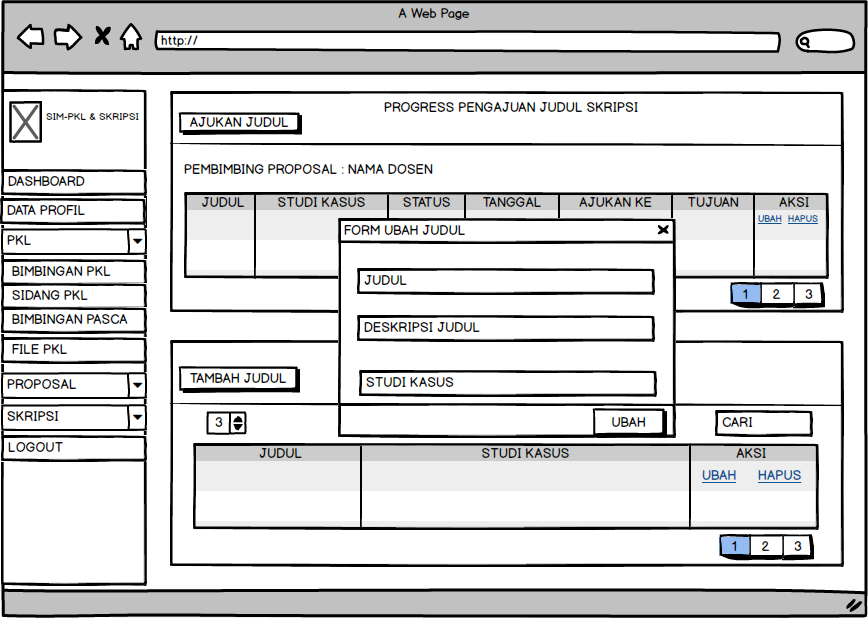 A Web Page
http://
SIM-PKL & SKRIPSI
DASHBOARD
DATA PROFIL
PKL
BIMBINGAN PKL
SIDANG PKL
BIMBINGAN PASCA
FILE PKL
PROPOSAL
SKRIPSI
LOGOUT
PROGRESS PENGAJUAN JUDUL SKRIPSI
AJUKAN JUDUL
PEMBIMBING PROPOSAL : NAMA DOSEN
JUDUL STUDI KASUS STATUS TANGGAL AJUKAN KE TUJUAN AKSI
UBAH HAPUS
1 2 3
FORM UBAH JUDUL
JUDUL
DESKRIPSI JUDUL
STUDI KASUS
UBAH
TAMBAH JUDUL
3
CARI
JUDUL STUDI KASUS AKSI
UBAH HAPUS
1 2 3